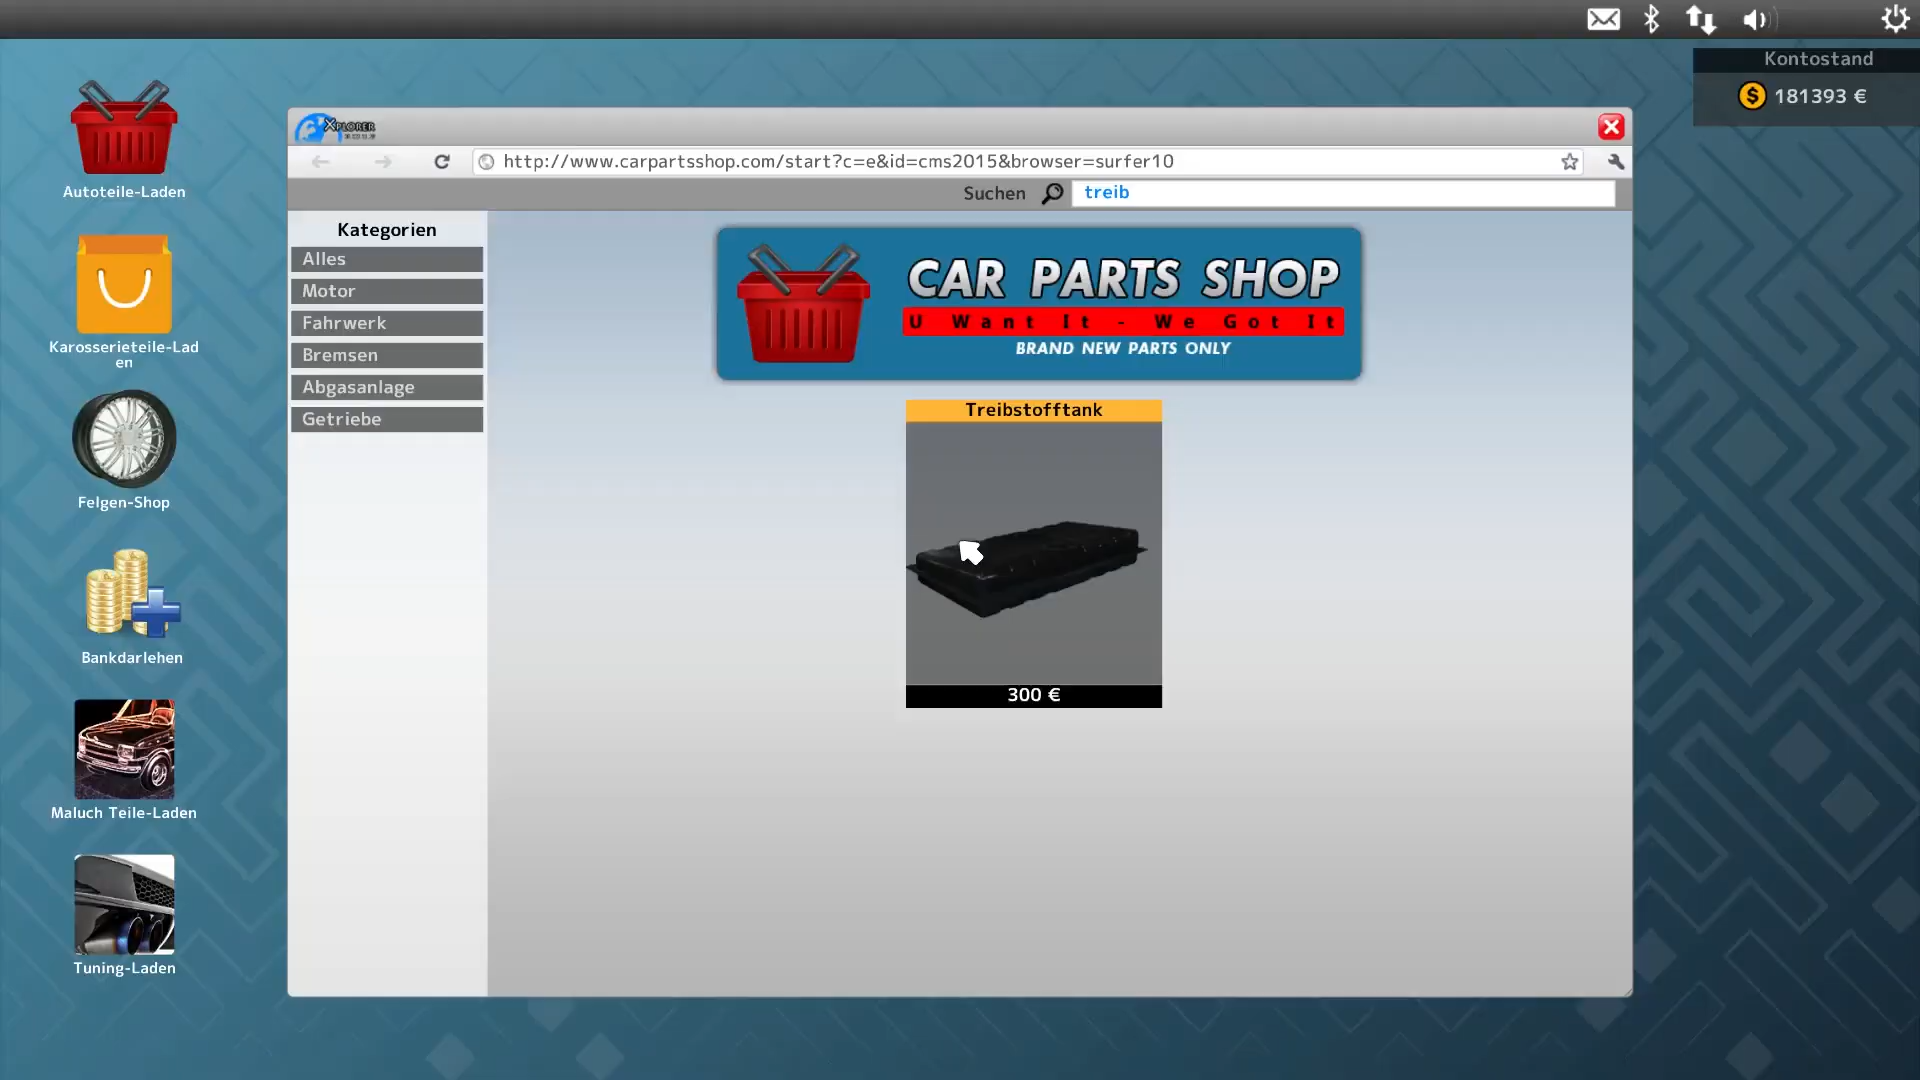 Kontostand
181393 €
Autoteile-Laden
Karosserieteile-Lad
en
Felgen-Shop
Bankdarlehen
Maluch Teile-Laden
Tuning-Laden
XPLORER
http://www.carpartsshop.com/start?c=e&id=cms2015&browser=surfer10
Suchen treib
Kategorien
Alles
Motor
Fahrwerk
Bremsen
Abgasanlage
Getriebe
CAR PARTS SHOP
U Want It - We Got It
BRAND NEW PARTS ONLY
Treibstofftank
300 €